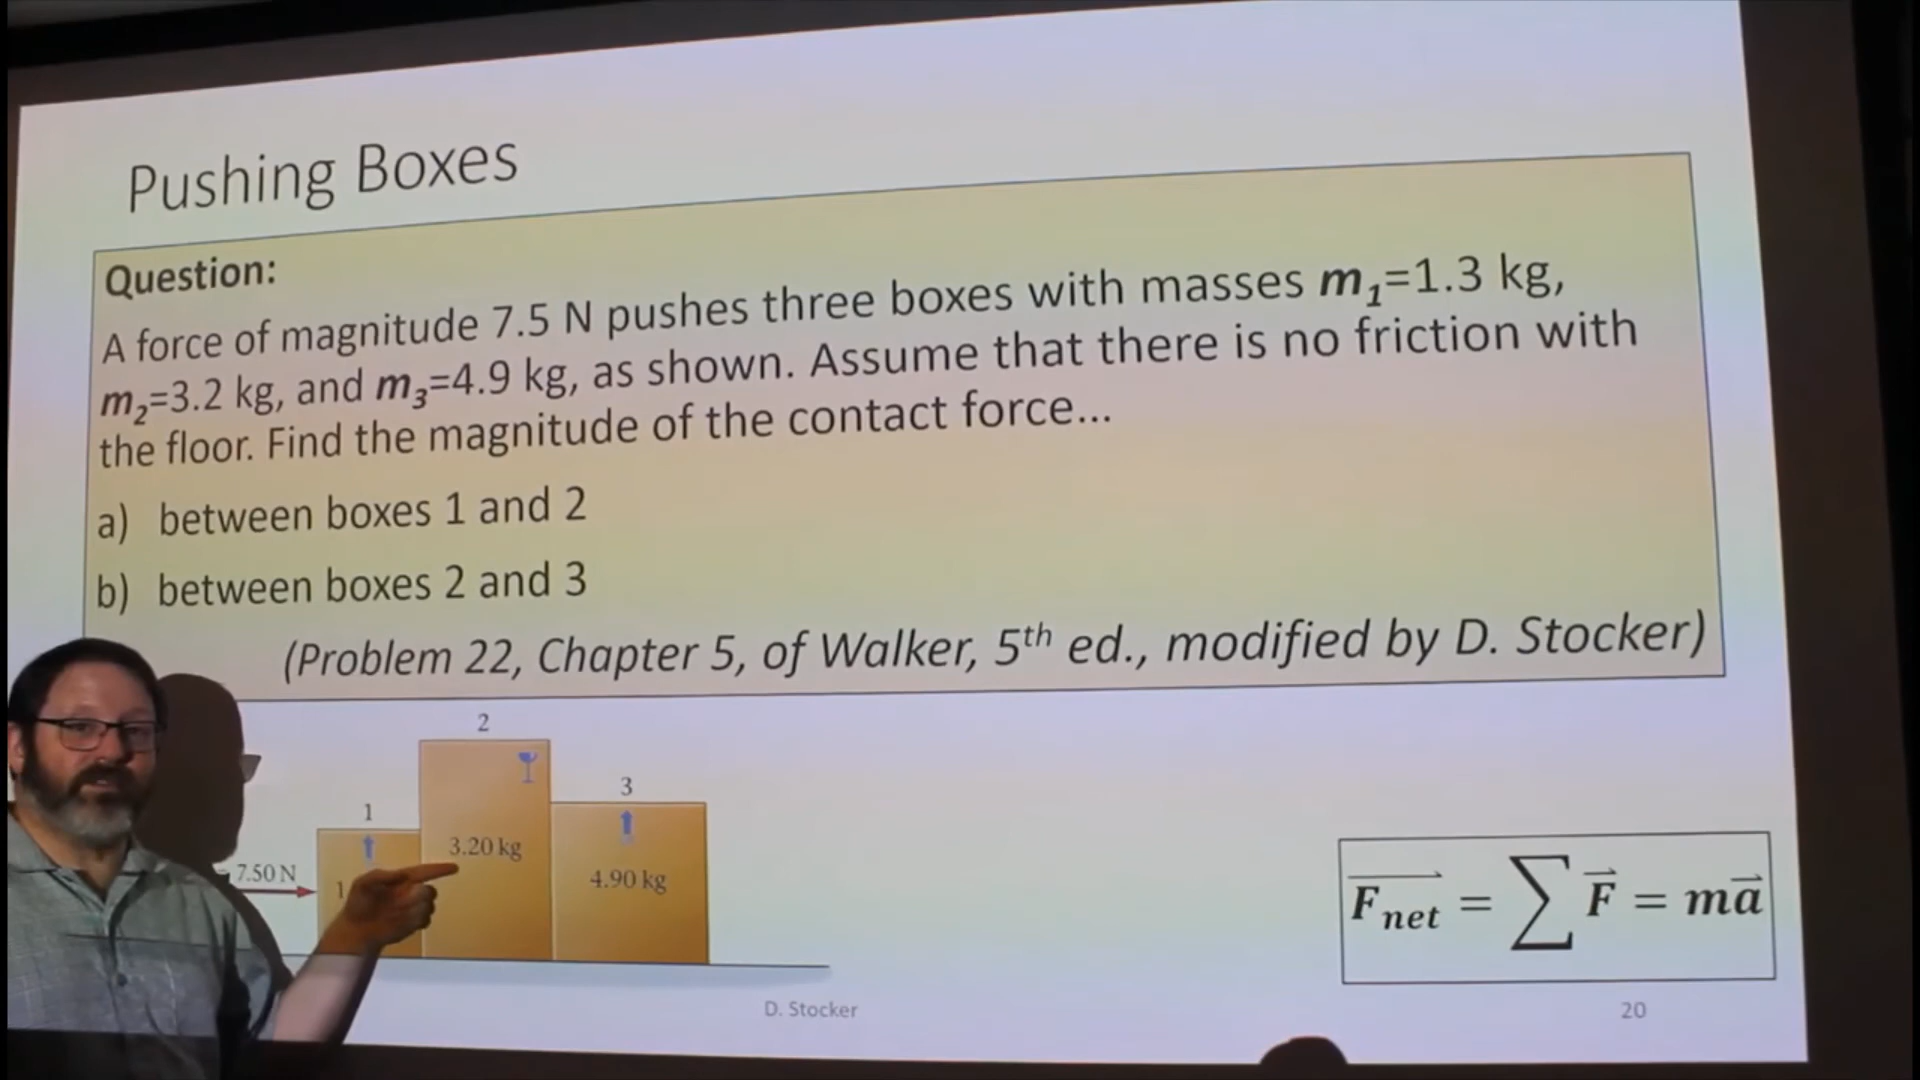 Pushing Boxes
Question:
A force of magnitude 7.5 N pushes three boxes with masses m₁=1.3 kg,
m₂=3.2 kg, and m₃=4.9 kg, as shown. Assume that there is no friction with
the floor. Find the magnitude of the contact force...
a) between boxes 1 and 2
b) between boxes 2 and 3
(Problem 22, Chapter 5, of Walker, 5th ed., modified by D. Stocker)
2
3
1
3.20 kg
7.50 N
4.90 kg
F⃗net = ∑ F⃗ = ma⃗
D. Stocker
20